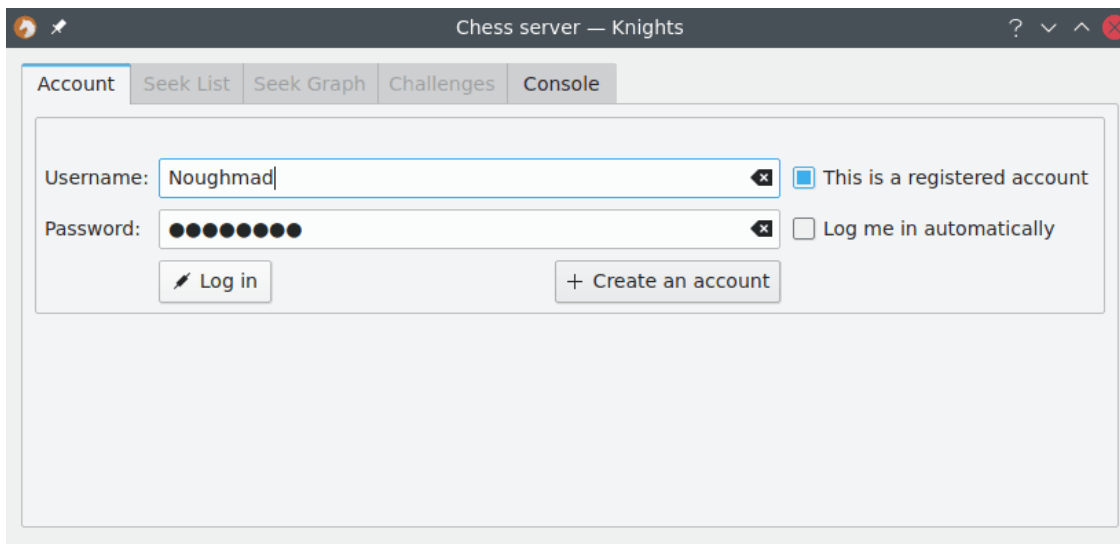 Chess server — Knights
Account Seek List Seek Graph Challenges Console
Username: Noughmad This is a registered account
Password: ●●●●●●●● Log me in automatically
Log in + Create an account